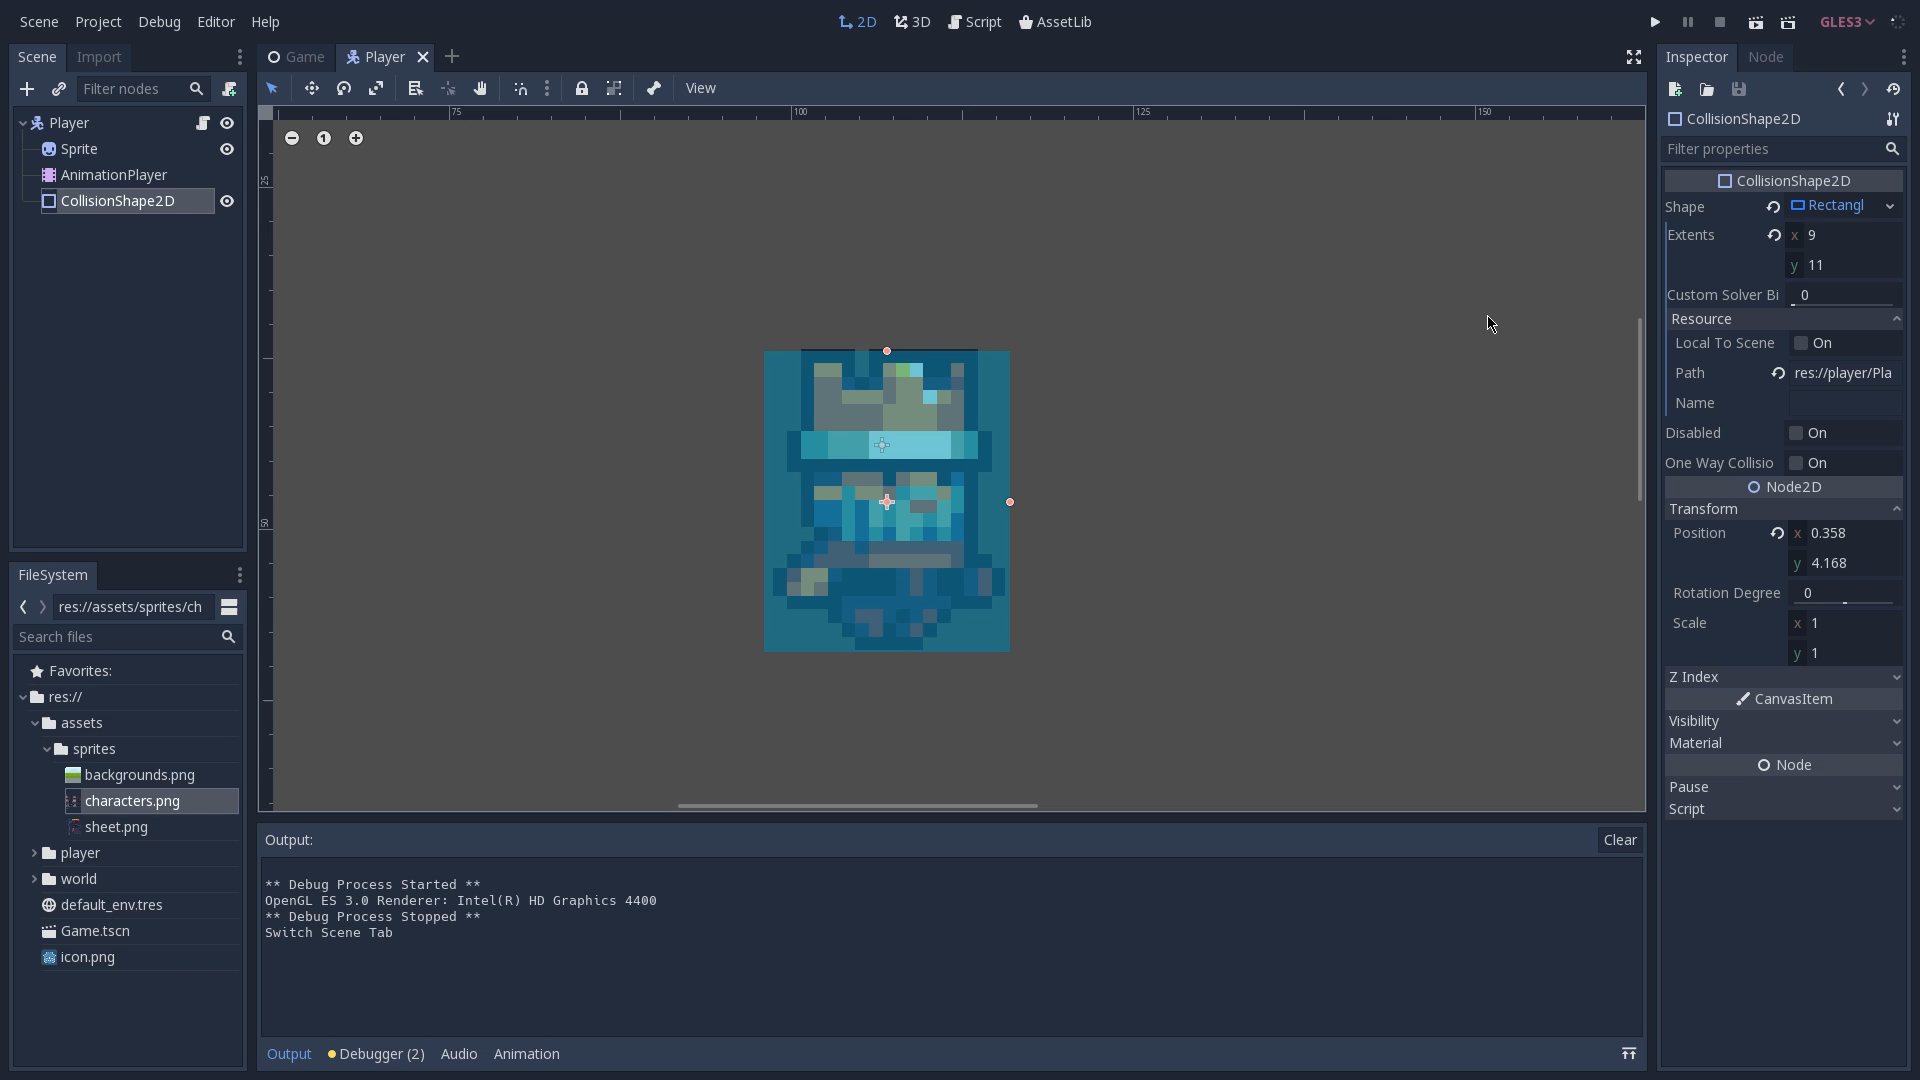 Scene Project Debug Editor Help
2D 3D Script AssetLib
GLES3
Scene Import
Filter nodes
Player
Sprite
AnimationPlayer
CollisionShape2D
FileSystem
res://assets/sprites/ch
Search files
Favorites:
res://
assets
sprites
backgrounds.png
characters.png
sheet.png
player
world
default_env.tres
Game.tscn
icon.png
Game Player
View
75 100 125 150
25
50
1
Output:
Clear
** Debug Process Started **
OpenGL ES 3.0 Renderer: Intel(R) HD Graphics 4400
** Debug Process Stopped **
Switch Scene Tab
Output Debugger (2) Audio Animation
Inspector Node
CollisionShape2D
Filter properties
CollisionShape2D
Shape Rectangl
Extents x 9
y 11
Custom Solver Bi 0
Resource
Local To Scene On
Path res://player/Pla
Name
Disabled On
One Way Collisio On
Node2D
Transform
Position x 0.358
y 4.168
Rotation Degree 0
Scale x 1
y 1
Z Index
CanvasItem
Visibility
Material
Node
Pause
Script